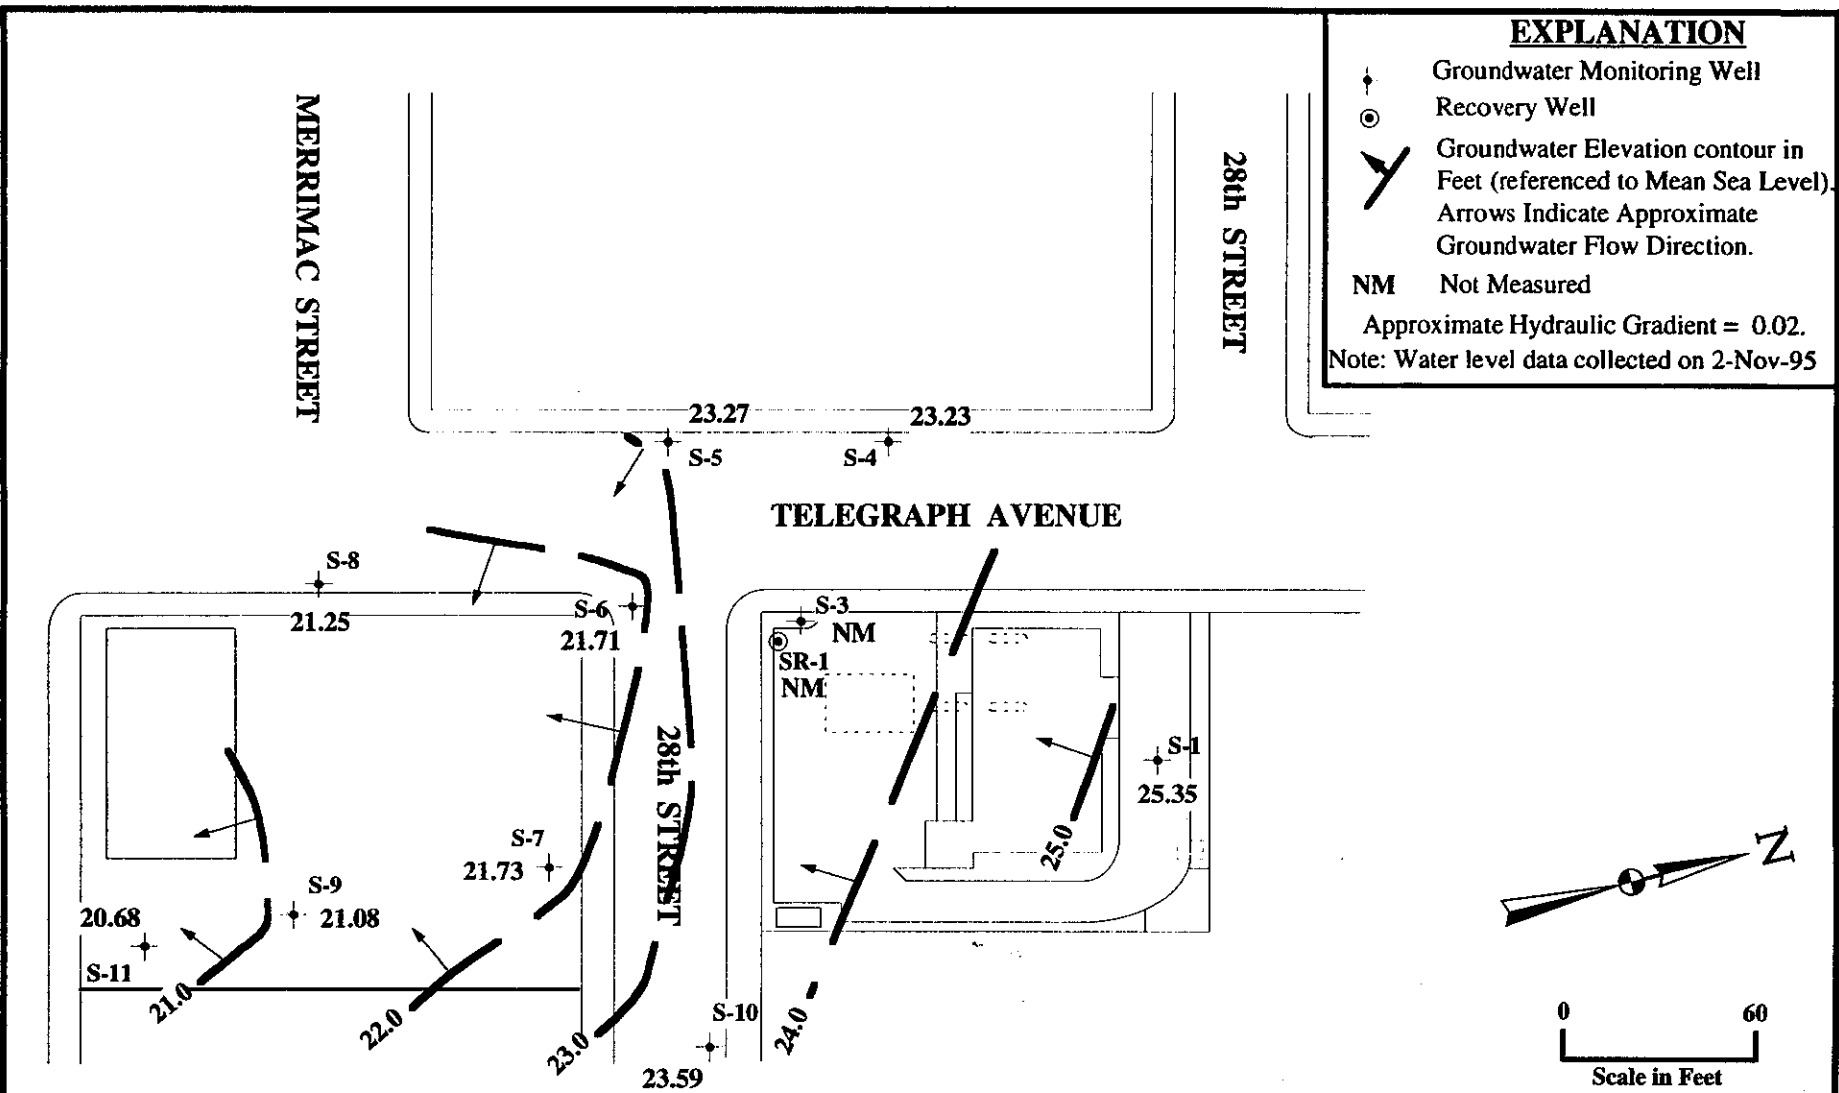 EXPLANATION
Groundwater Monitoring Well
Recovery Well
Groundwater Elevation contour in
Feet (referenced to Mean Sea Level).
Arrows Indicate Approximate
Groundwater Flow Direction.
NM Not Measured
Approximate Hydraulic Gradient = 0.02.
Note: Water level data collected on 2-Nov-95
MERRIMAC STREET
28th STREET
23.27
23.23
S-5
S-4
TELEGRAPH AVENUE
S-8
21.25
S-6
21.71
S-3
NM
SR-1
NM
28th STREET
S-1
25.35
25.0
S-7
21.73
S-9
20.68
21.08
S-11
21.0
22.0
23.0
S-10
24.0
23.59
N
0 60
Scale in Feet